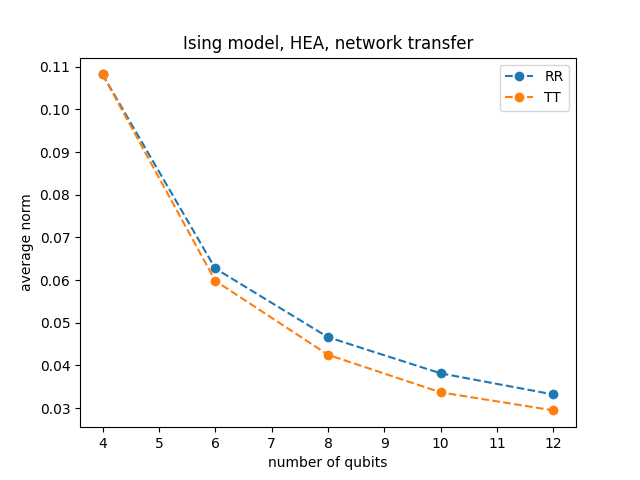 Ising model, HEA, network transfer
RR
TT
average norm
0.11
0.10
0.09
0.08
0.07
0.06
0.05
0.04
0.03
4 5 6 7 8 9 10 11 12
number of qubits